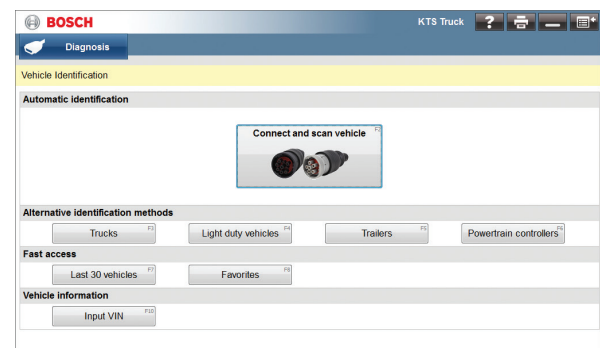 BOSCH
KTS Truck ?
Diagnosis
Vehicle Identification
Automatic identification
Connect and scan vehicle F2
Alternative identification methods
Trucks F3 Light duty vehicles F4 Trailers F5 Powertrain controllers F6
Fast access
Last 30 vehicles F7 Favorites F8
Vehicle information
Input VIN F10